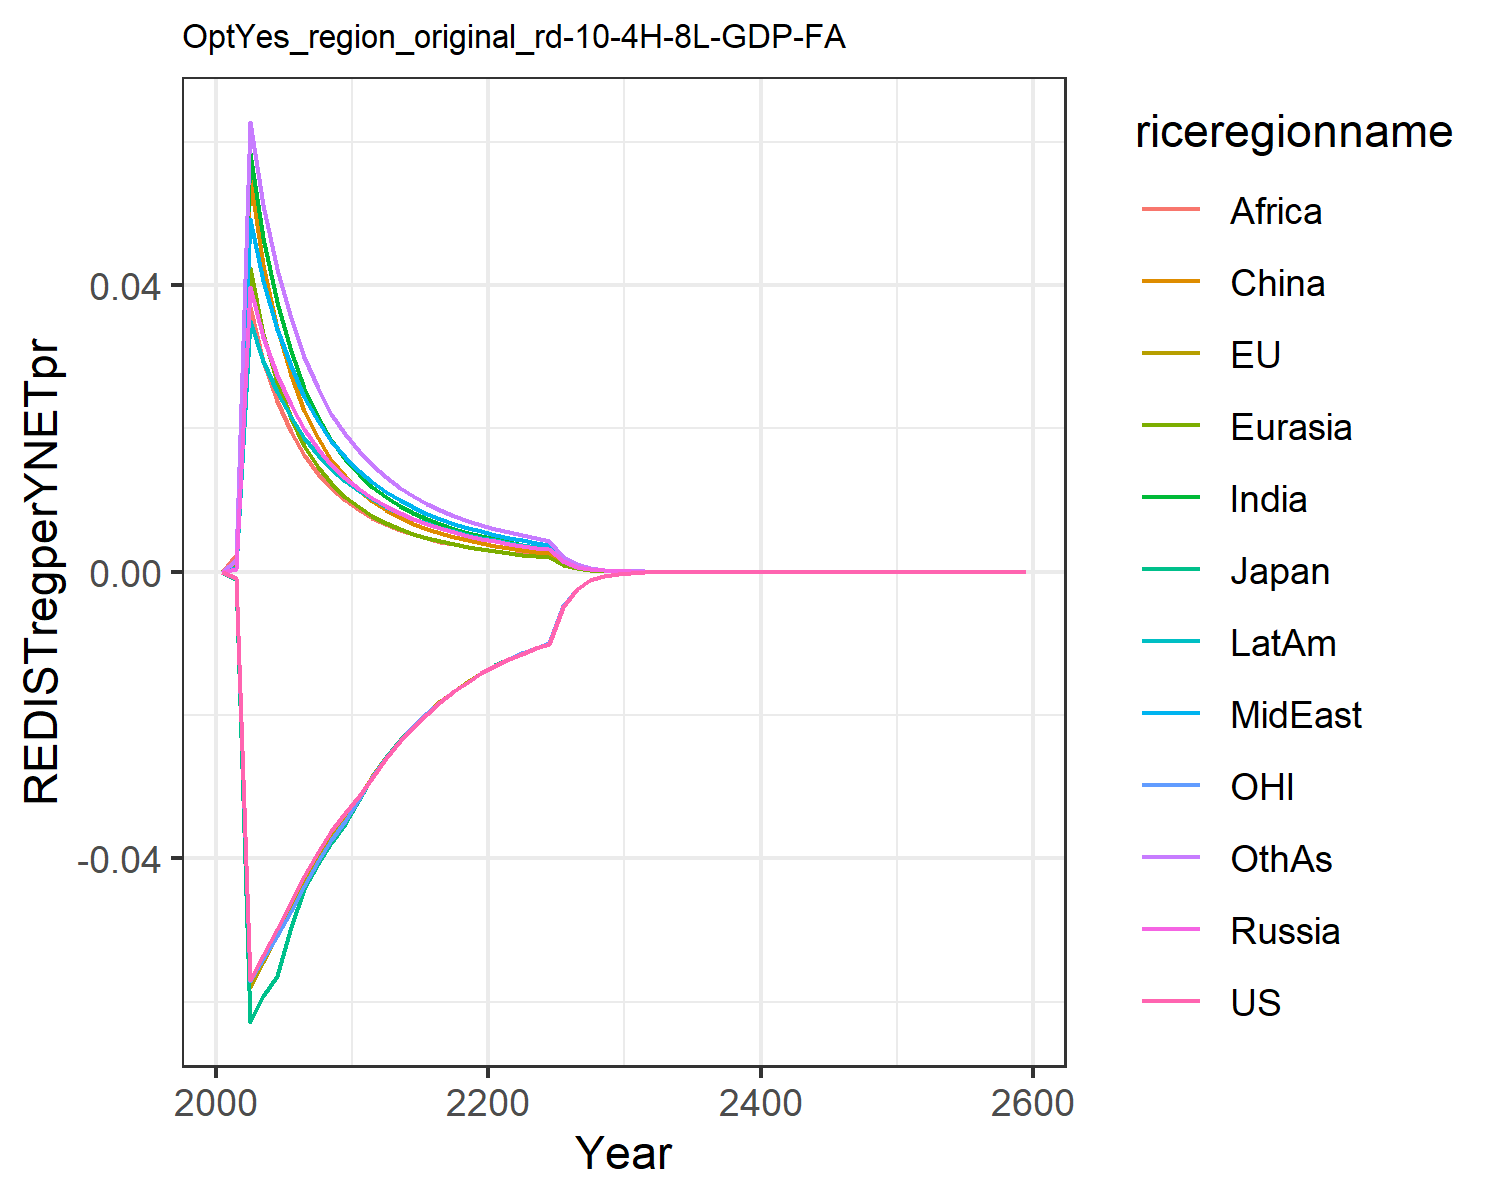 OptYes_region_original_rd-10-4H-8L-GDP-FA
REDISTregperYNETpr
0.04
0.00
-0.04
2000
2200
2400
2600
Year
riceregionname
Africa
China
EU
Eurasia
India
Japan
LatAm
MidEast
OHI
OthAs
Russia
US